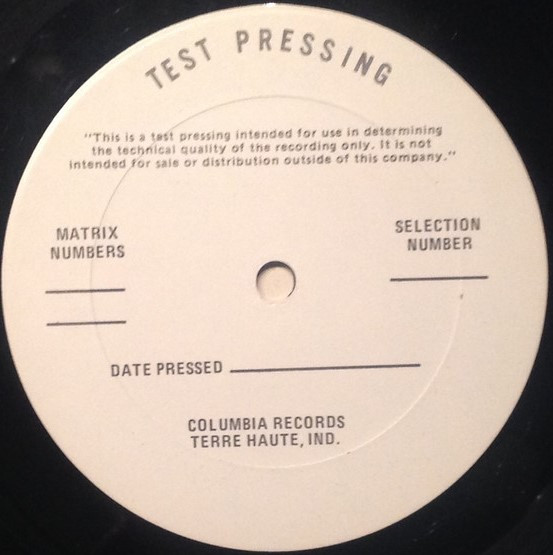 TEST PRESSING
"This is a test pressing intended for use in determining
the technical quality of the recording only. It is not
intended for sale or distribution outside of this company."
MATRIX
NUMBERS
SELECTION
NUMBER
DATE PRESSED
COLUMBIA RECORDS
TERRE HAUTE, IND.